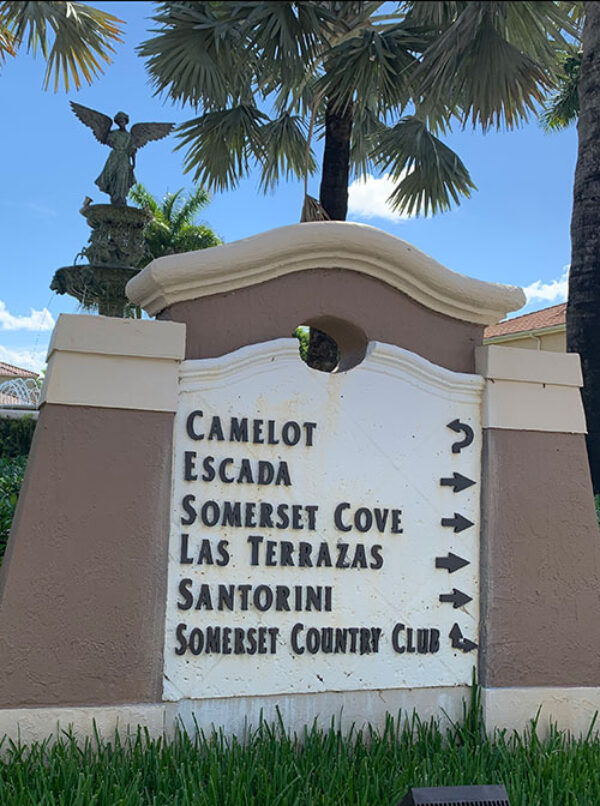 CAMELOT
ESCADA
SOMERSET COVE
LAS TERRAZAS
SANTORINI
SOMERSET COUNTRY CLUB